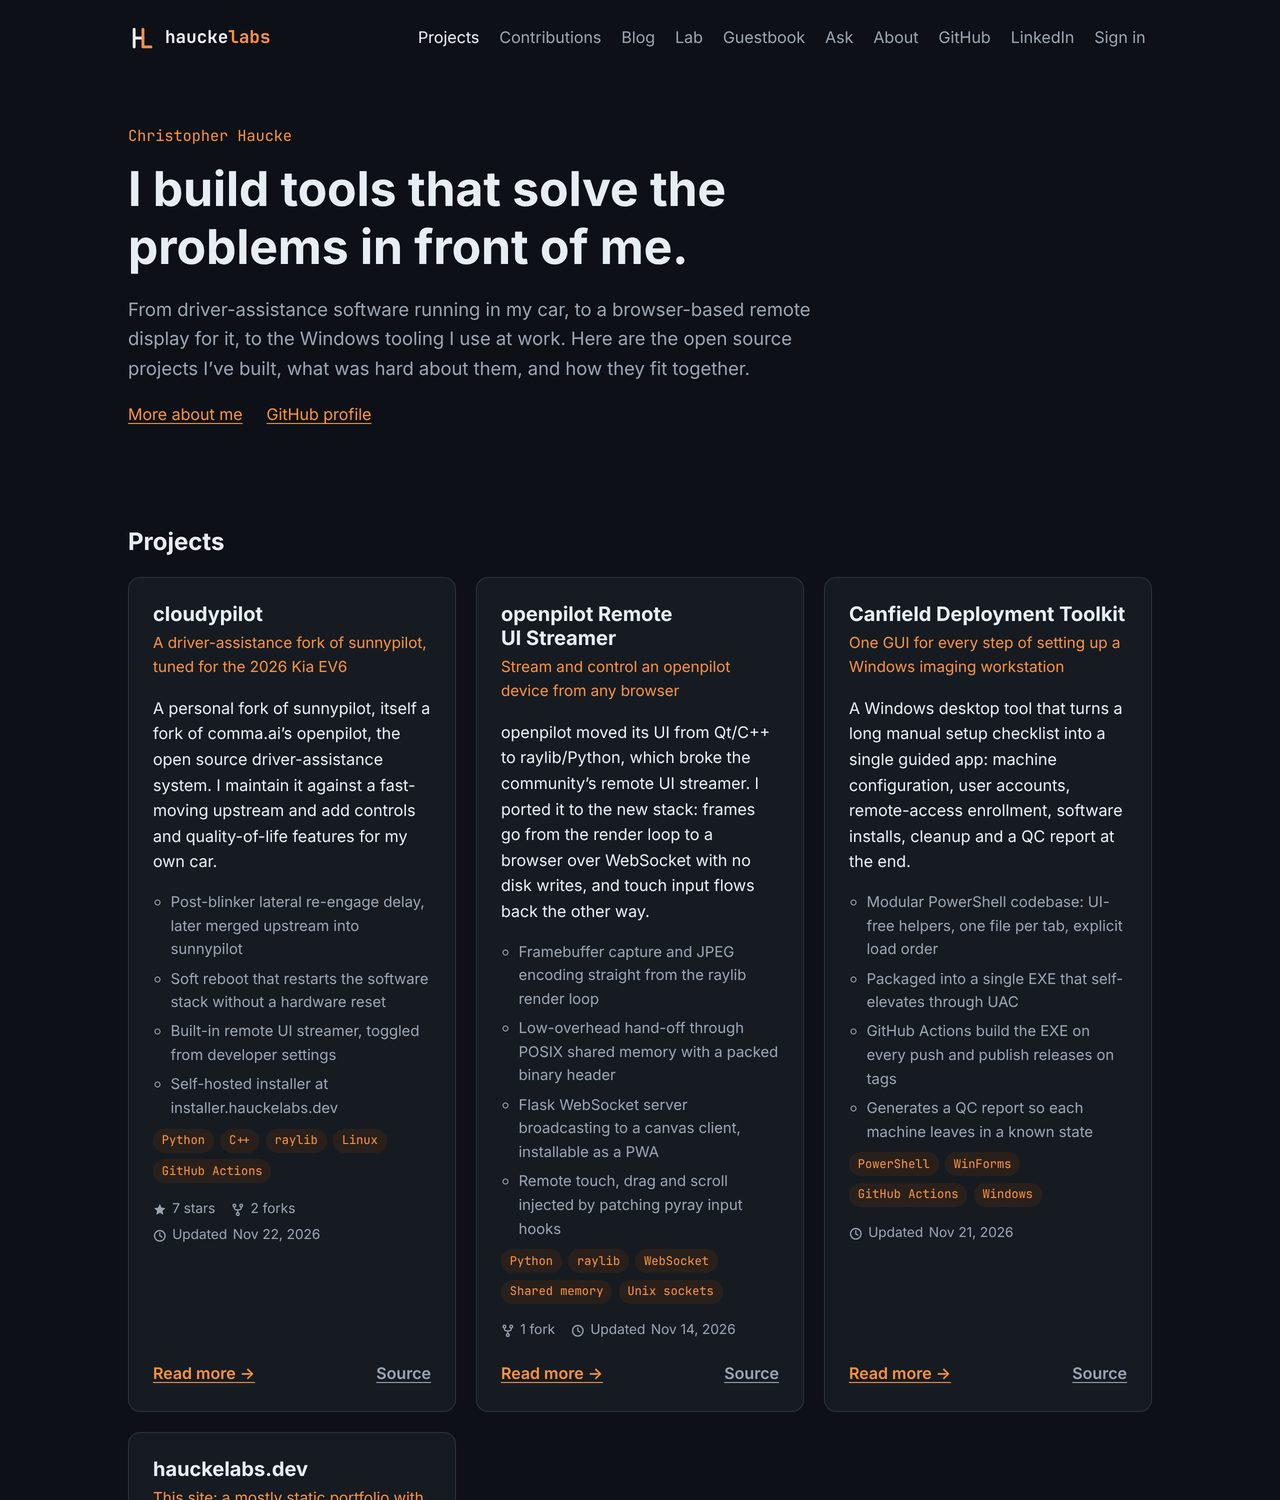 HL hauckelabs
Projects Contributions Blog Lab Guestbook Ask About GitHub LinkedIn Sign in
Christopher Haucke
I build tools that solve the
problems in front of me.
From driver-assistance software running in my car, to a browser-based remote
display for it, to the Windows tooling I use at work. Here are the open source
projects I’ve built, what was hard about them, and how they fit together.
More about me GitHub profile
Projects
cloudypilot
A driver-assistance fork of sunnypilot,
tuned for the 2026 Kia EV6
A personal fork of sunnypilot, itself a
fork of comma.ai’s openpilot, the
open source driver-assistance
system. I maintain it against a fast-
moving upstream and add controls
and quality-of-life features for my
own car.
Post-blinker lateral re-engage delay,
later merged upstream into
sunnypilot
Soft reboot that restarts the software
stack without a hardware reset
Built-in remote UI streamer, toggled
from developer settings
Self-hosted installer at
installer.hauckelabs.dev
Python C++ raylib Linux
GitHub Actions
7 stars 2 forks
Updated Nov 22, 2026
Read more → Source
openpilot Remote
UI Streamer
Stream and control an openpilot
device from any browser
openpilot moved its UI from Qt/C++
to raylib/Python, which broke the
community’s remote UI streamer. I
ported it to the new stack: frames
go from the render loop to a
browser over WebSocket with no
disk writes, and touch input flows
back the other way.
Framebuffer capture and JPEG
encoding straight from the raylib
render loop
Low-overhead hand-off through
POSIX shared memory with a packed
binary header
Flask WebSocket server
broadcasting to a canvas client,
installable as a PWA
Remote touch, drag and scroll
injected by patching pyray input
hooks
Python raylib WebSocket
Shared memory Unix sockets
1 fork Updated Nov 14, 2026
Read more → Source
Canfield Deployment Toolkit
One GUI for every step of setting up a
Windows imaging workstation
A Windows desktop tool that turns a
long manual setup checklist into a
single guided app: machine
configuration, user accounts,
remote-access enrollment, software
installs, cleanup and a QC report at
the end.
Modular PowerShell codebase: UI-
free helpers, one file per tab, explicit
load order
Packaged into a single EXE that self-
elevates through UAC
GitHub Actions build the EXE on
every push and publish releases on
tags
Generates a QC report so each
machine leaves in a known state
PowerShell WinForms
GitHub Actions Windows
Updated Nov 21, 2026
Read more → Source
hauckelabs.dev
This site: a mostly static portfolio with